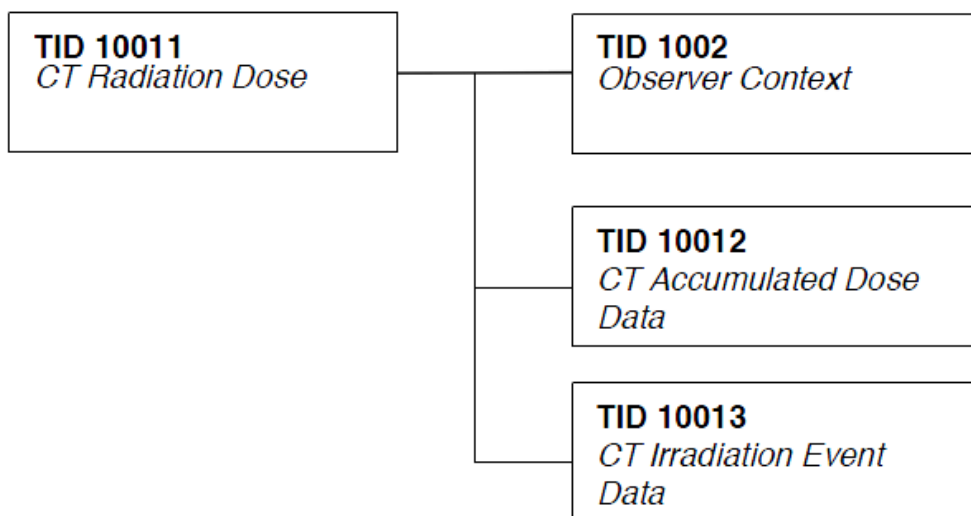 TID 10011
CT Radiation Dose
TID 1002
Observer Context
TID 10012
CT Accumulated Dose
Data
TID 10013
CT Irradiation Event
Data